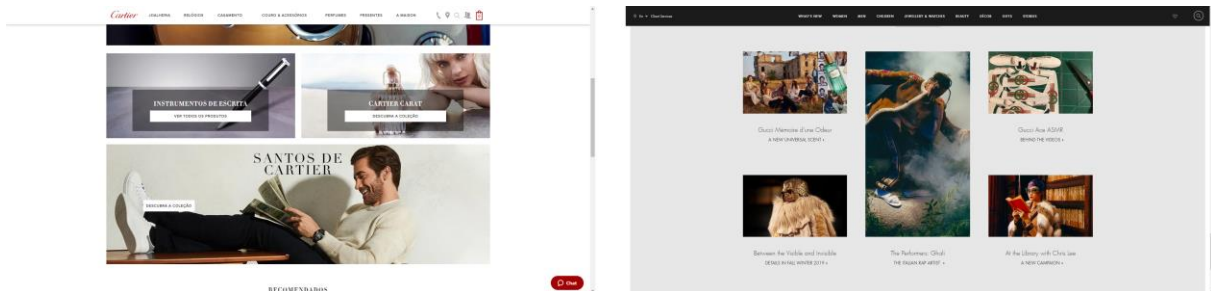 Cartier
JOALHERIA RELÓGIOS CASAMENTO COURO & ACESSÓRIOS PERFUMES PRESENTES A MAISON
INSTRUMENTOS DE ESCRITA
VER TODOS OS PRODUTOS
CARTIER CARAT
DESCUBRA A COLEÇÃO
SANTOS DE
CARTIER
DESCUBRA A COLEÇÃO
RECOMENDADOS
Chat
WHAT'S NEW WOMEN MEN CHILDREN JEWELLERY & WATCHES BEAUTY DÉCOR GIFTS STORIES
Gucci Mémoire d'une Odeur
A NEW UNIVERSAL SCENT
Gucci Ace ASMR
BEHIND THE VIDEOS
Between the Visible and Invisible
DETAILS IN FALL WINTER 2019
The Performers: Ghali
THE ITALIAN RAP ARTIST
At the Library with Chris Lee
A NEW CAMPAIGN